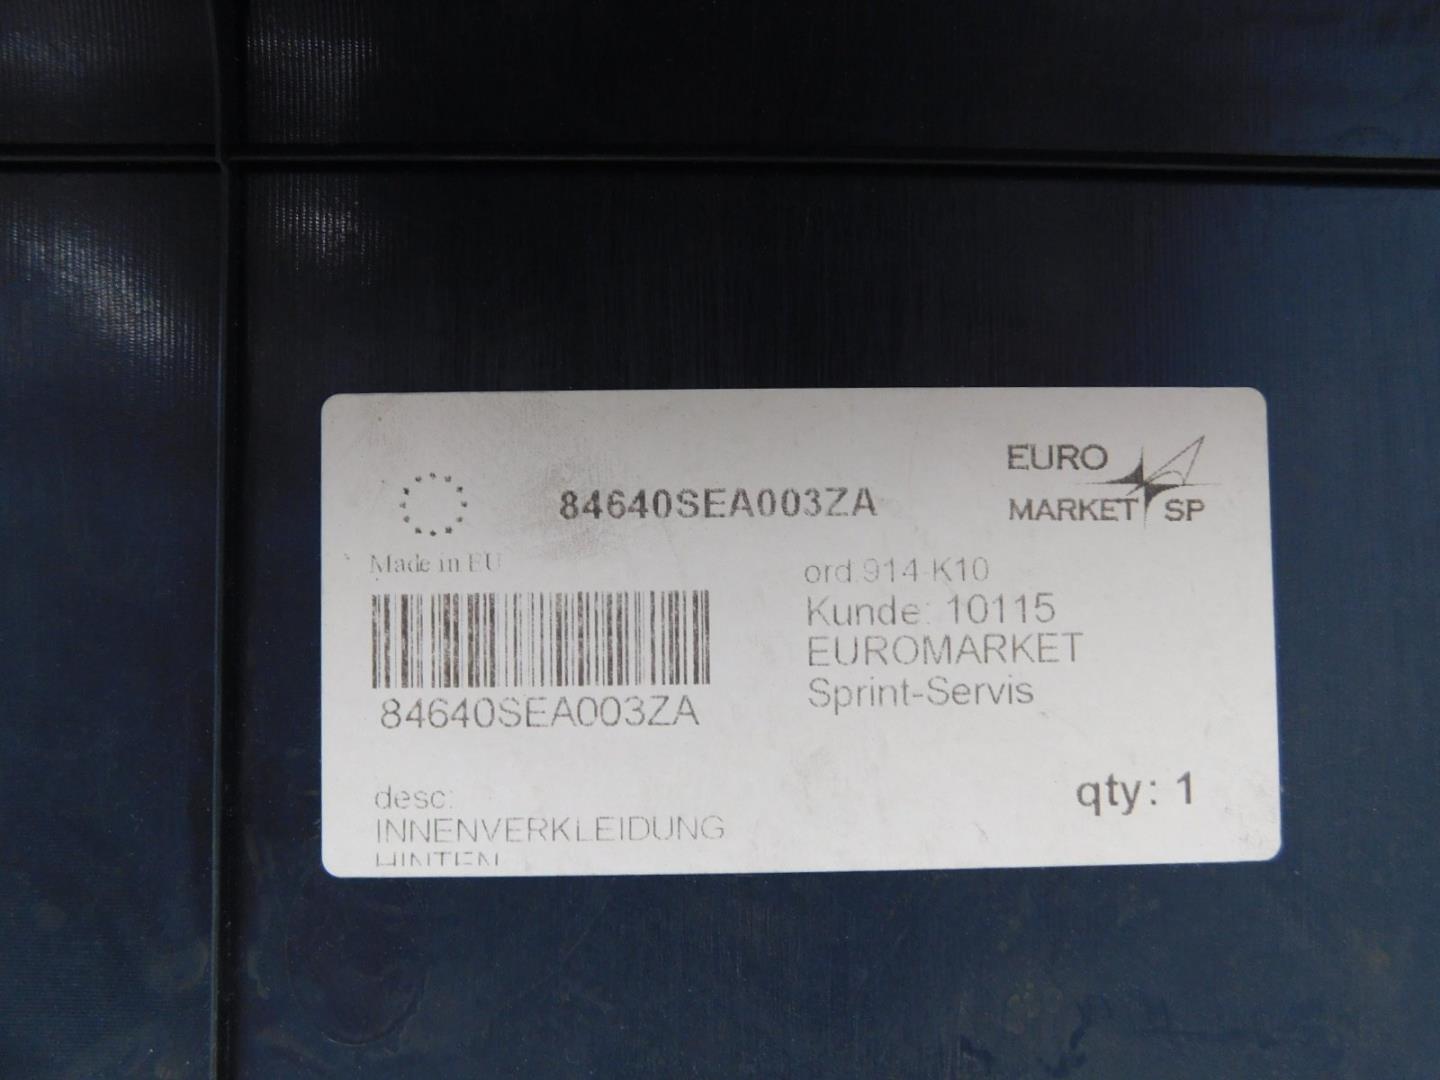 84640SEA003ZA
EURO
MARKET SP
Made in EU
ord.914-K10
Kunde: 10115
EUROMARKET
Sprint-Servis
84640SEA003ZA
desc:
INNENVERKLEIDUNG
HINTEN
qty: 1